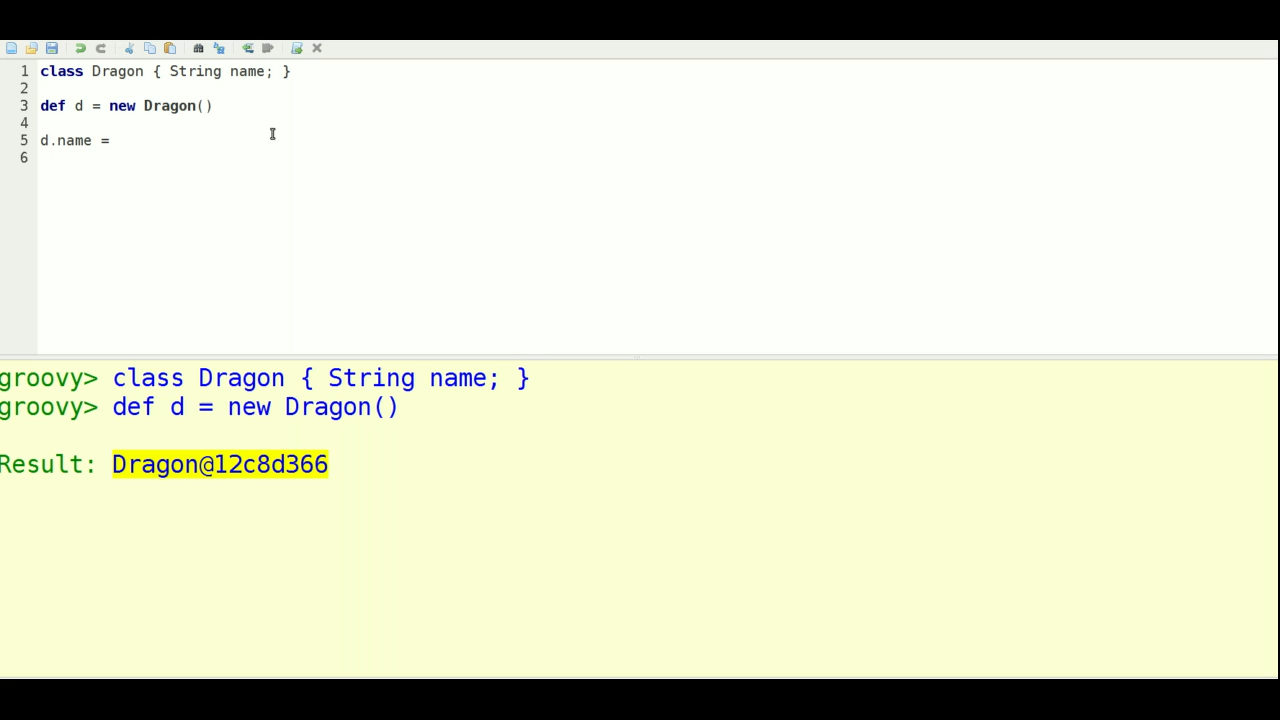 1 class Dragon { String name; }
2
3 def d = new Dragon()
4
5 d.name =
6
groovy> class Dragon { String name; }
groovy> def d = new Dragon()
Result: Dragon@12c8d366